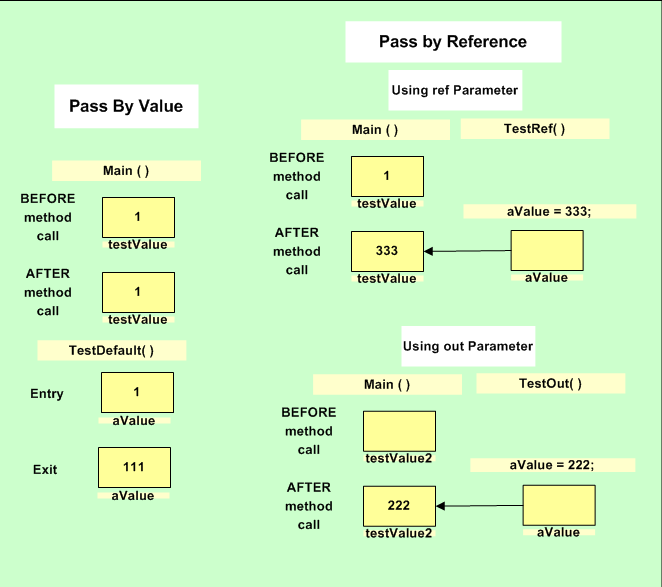 Pass By Value
Main ( )
BEFORE
method
call
1
testValue
AFTER
method
call
1
testValue
TestDefault( )
Entry
1
aValue
Exit
111
aValue
Pass by Reference
Using ref Parameter
Main ( )
TestRef( )
BEFORE
method
call
1
testValue
aValue = 333;
AFTER
method
call
333
testValue
aValue
Using out Parameter
Main ( )
TestOut( )
BEFORE
method
call
testValue2
aValue = 222;
AFTER
method
call
222
testValue2
aValue